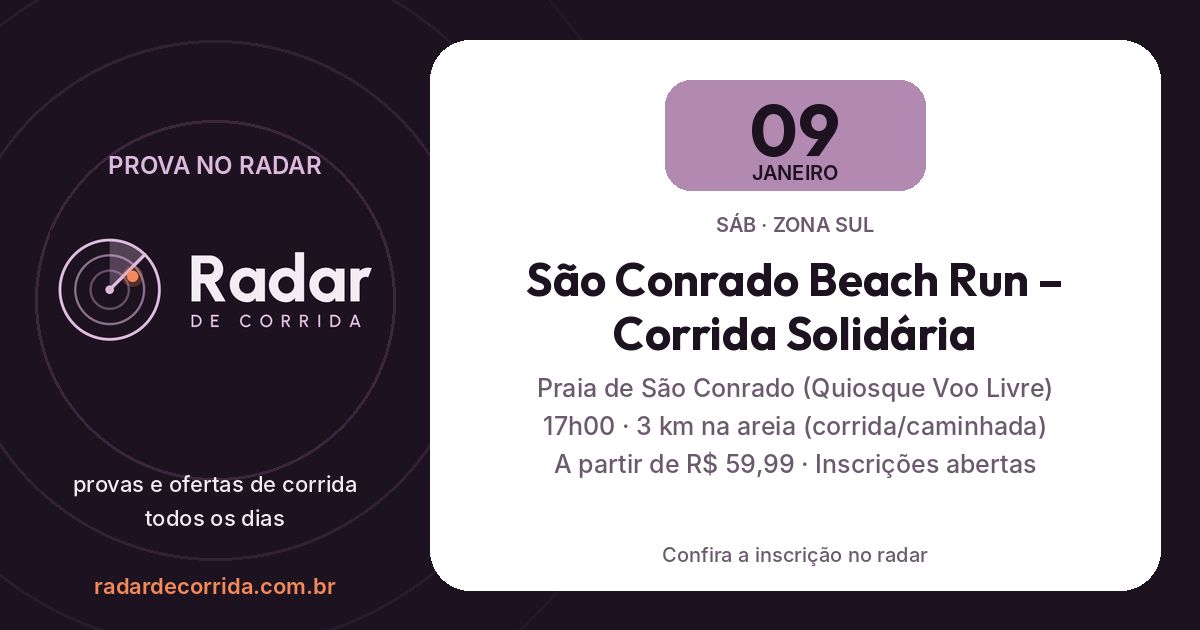 PROVA NO RADAR
Radar
DE CORRIDA
provas e ofertas de corrida
todos os dias
radardecorrida.com.br
09
JANEIRO
SÁB · ZONA SUL
São Conrado Beach Run –
Corrida Solidária
Praia de São Conrado (Quiosque Voo Livre)
17h00 · 3 km na areia (corrida/caminhada)
A partir de R$ 59,99 · Inscrições abertas
Confira a inscrição no radar